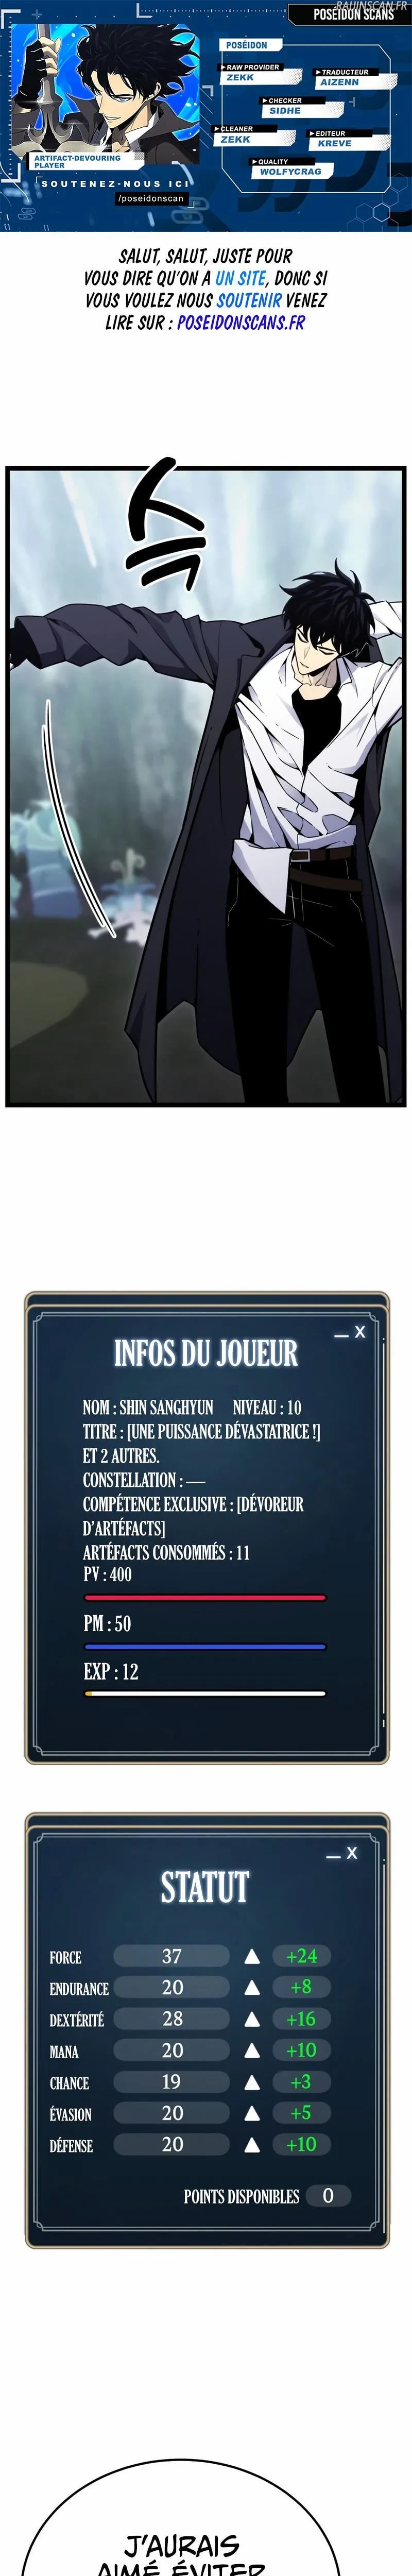 RAIJINSCAN.FR
POSÉIDON SCANS
POSÉIDON
RAW PROVIDER
ZEKK
TRADUCTEUR
AIZENN
CHECKER
SIDHE
CLEANER
ZEKK
EDITEUR
KREVE
QUALITY
WOLFYCRAG
ARTIFACT-DEVOURING
PLAYER
SOUTENEZ-NOUS ICI
/poseidonscan
SALUT, SALUT, JUSTE POUR
VOUS DIRE QU'ON A UN SITE, DONC SI
VOUS VOULEZ NOUS SOUTENIR VENEZ
LIRE SUR : POSEIDONSCANS.FR
INFOS DU JOUEUR
NOM : SHIN SANGHYUN NIVEAU : 10
TITRE : [UNE PUISSANCE DÉVASTATRICE !]
ET 2 AUTRES.
CONSTELLATION : —
COMPÉTENCE EXCLUSIVE : [DÉVOREUR
D'ARTÉFACTS]
ARTÉFACTS CONSOMMÉS : 11
PV : 400
PM : 50
EXP : 12
STATUT
FORCE 37 +24
ENDURANCE 20 +8
DEXTÉRITÉ 28 +16
MANA 20 +10
CHANCE 19 +3
ÉVASION 20 +5
DÉFENSE 20 +10
POINTS DISPONIBLES 0
J'AURAIS
AIMÉ ÉVITER